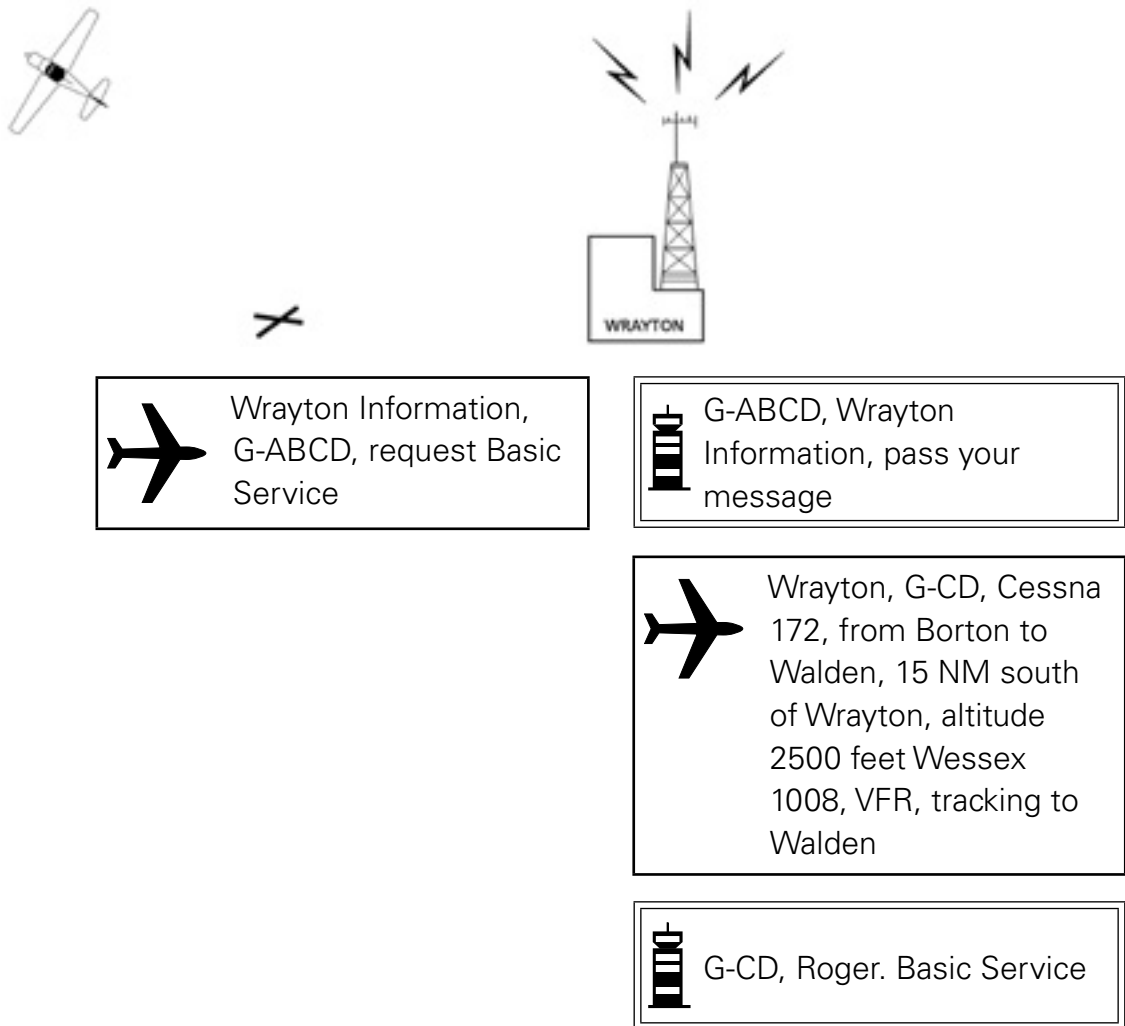 WRAYTON
Wrayton Information,
G-ABCD, request Basic
Service
G-ABCD, Wrayton
Information, pass your
message
Wrayton, G-CD, Cessna
172, from Borton to
Walden, 15 NM south
of Wrayton, altitude
2500 feet Wessex
1008, VFR, tracking to
Walden
G-CD, Roger. Basic Service